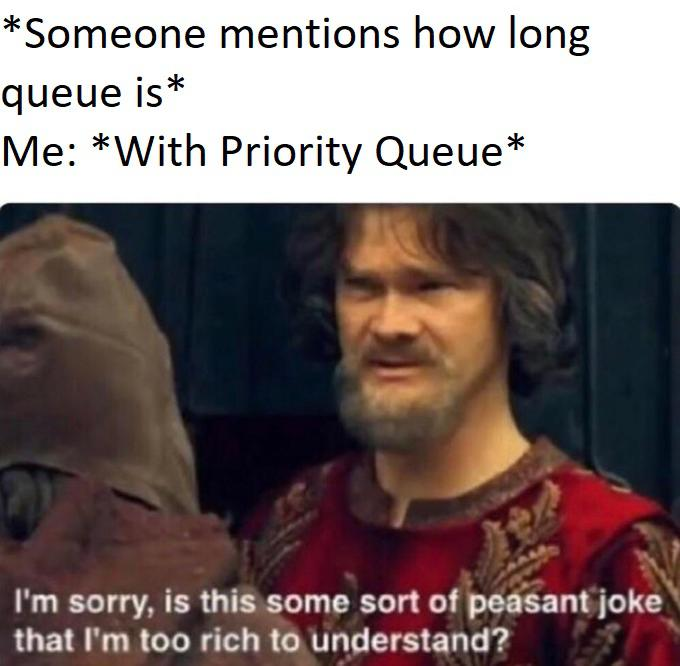 *Someone mentions how long
queue is*
Me: *With Priority Queue*
I'm sorry, is this some sort of peasant joke
that I'm too rich to understand?